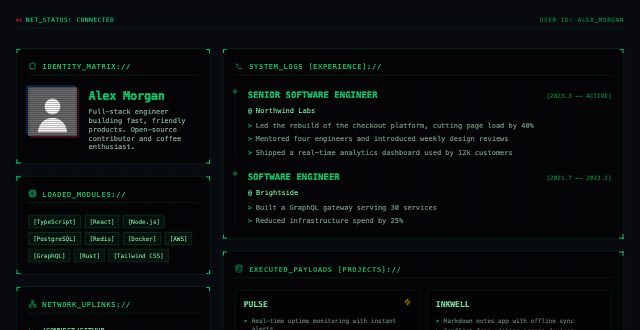 NET_STATUS: CONNECTED
USER ID: ALEX_MORGAN
IDENTITY_MATRIX://
Alex Morgan
Full-stack engineer
building fast, friendly
products. Open-source
contributor and coffee
enthusiast.
LOADED_MODULES://
[TypeScript] [React] [Node.js]
[PostgreSQL] [Redis] [Docker] [AWS]
[GraphQL] [Rust] [Tailwind CSS]
NETWORK_UPLINKS://
SYSTEM_LOGS [EXPERIENCE]://
SENIOR SOFTWARE ENGINEER
[2023.3 —— ACTIVE]
@ Northwind Labs
> Led the rebuild of the checkout platform, cutting page load by 40%
> Mentored four engineers and introduced weekly design reviews
> Shipped a real-time analytics dashboard used by 12k customers
SOFTWARE ENGINEER
[2021.7 —— 2023.2]
@ Brightside
> Built a GraphQL gateway serving 30 services
> Reduced infrastructure spend by 25%
EXECUTED_PAYLOADS [PROJECTS]://
PULSE
> Real-time uptime monitoring with instant
alerts
INKWELL
> Markdown notes app with offline sync